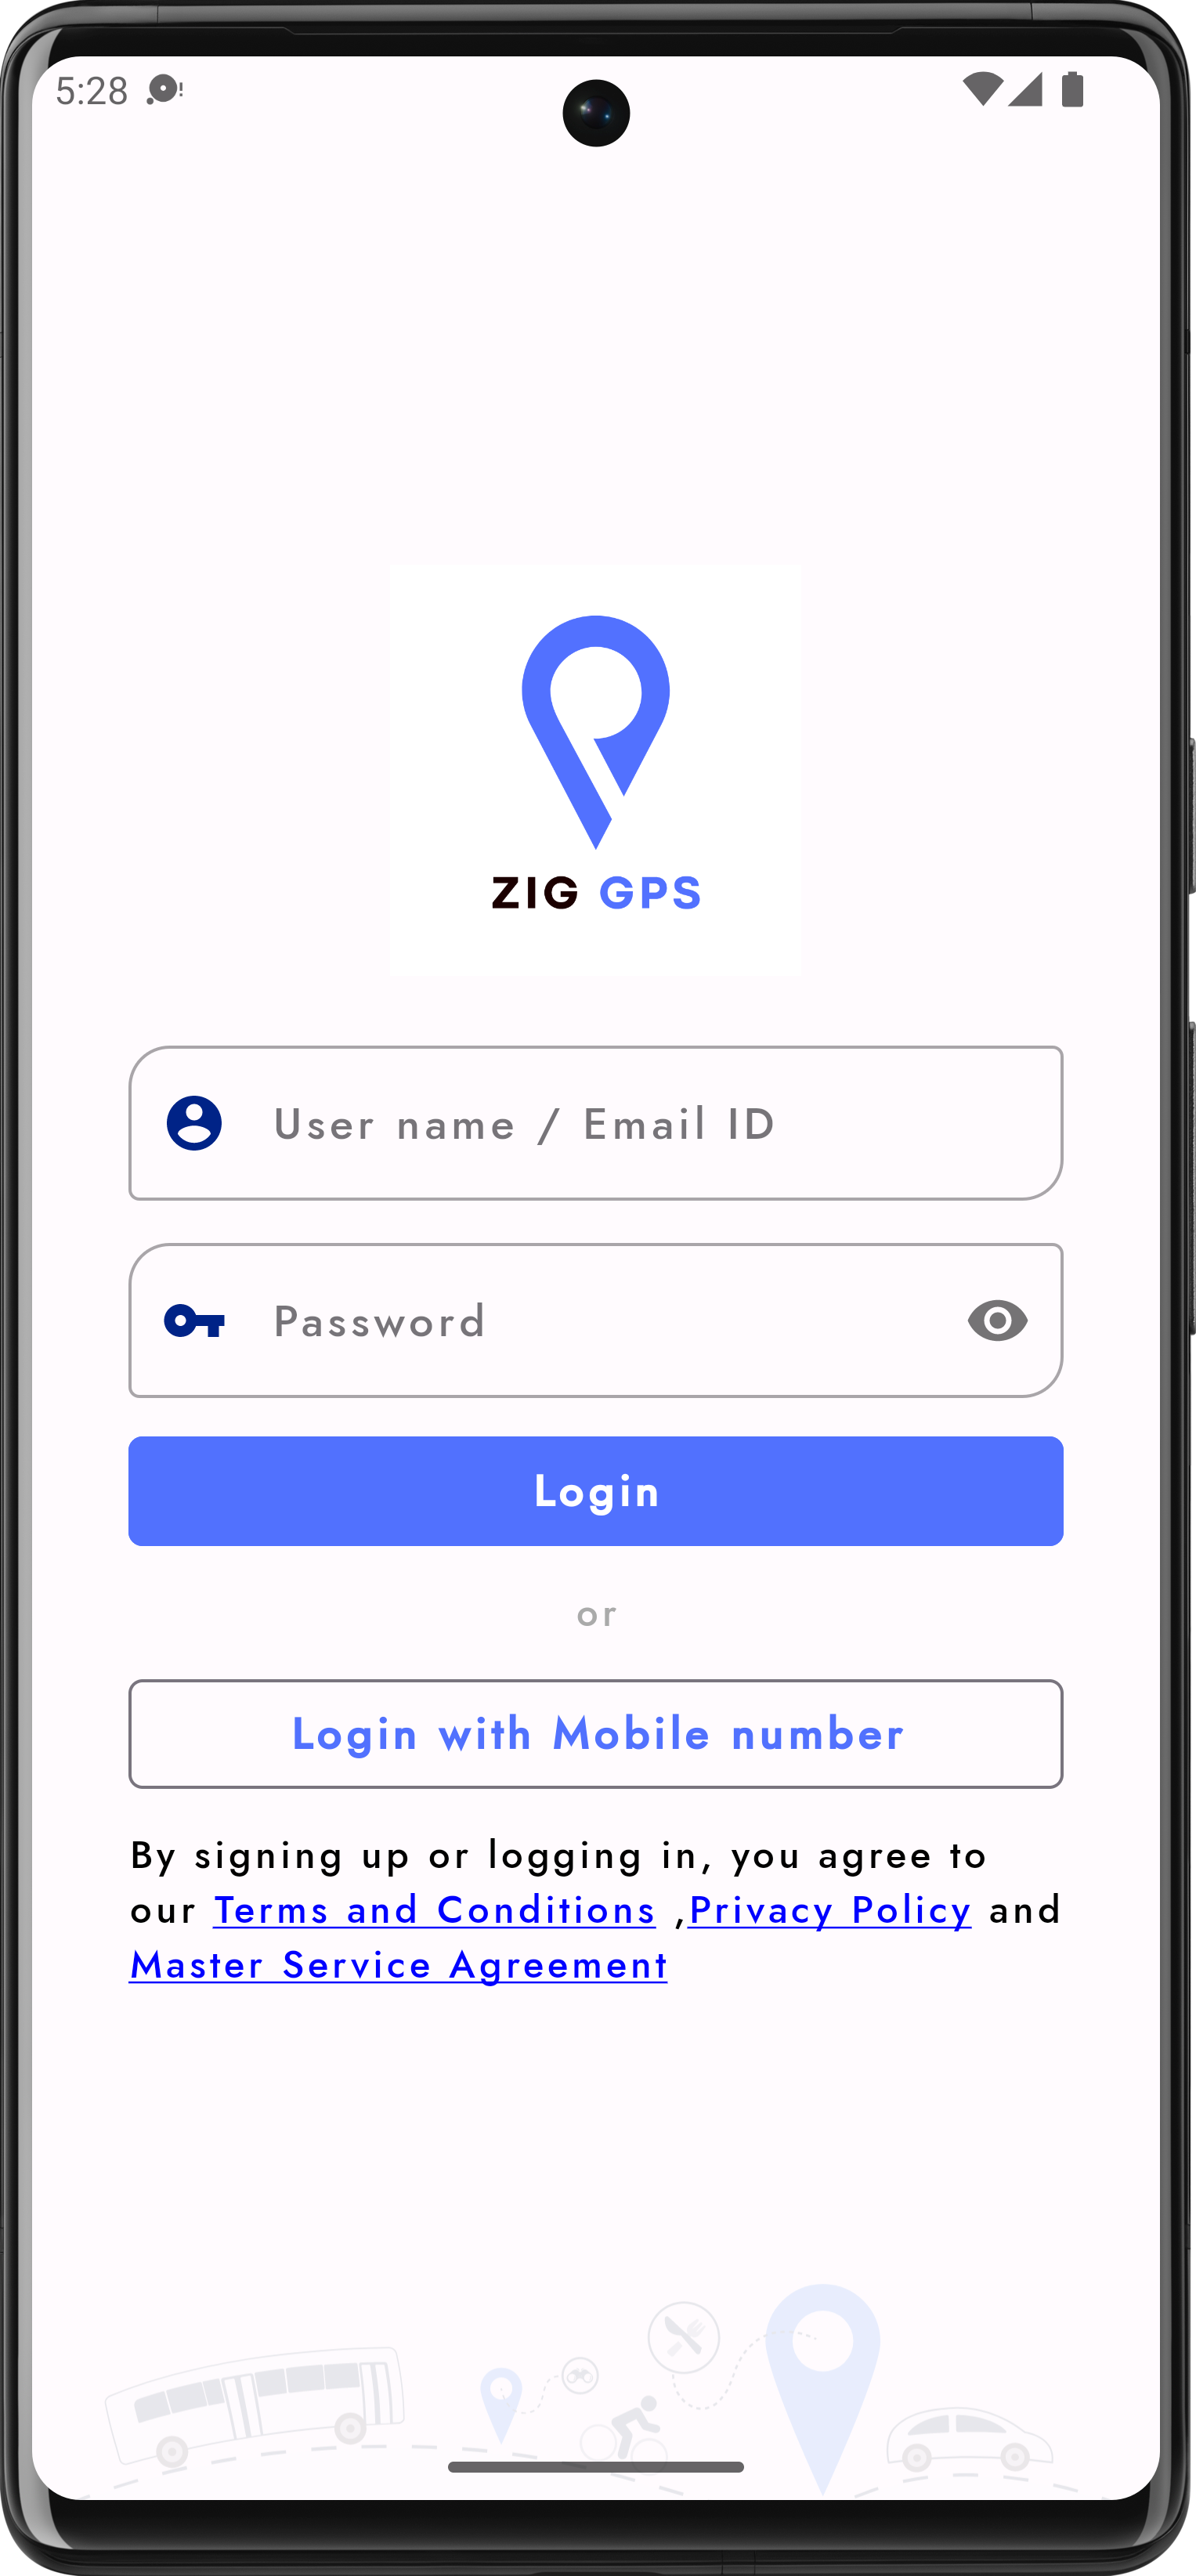 5:28
ZIG GPS
User name / Email ID
Password
Login
or
Login with Mobile number
By signing up or logging in, you agree to
our Terms and Conditions ,Privacy Policy and
Master Service Agreement